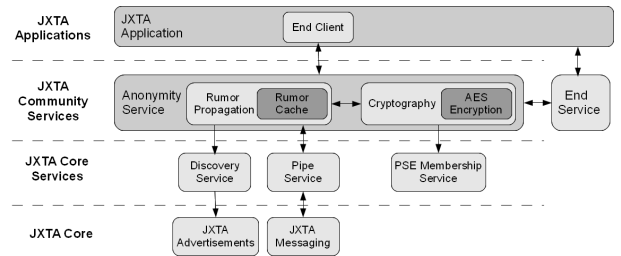 JXTA
Applications
JXTA
Application
End Client
JXTA
Community
Services
Anonymity
Service
Rumor
Propagation
Rumor
Cache
Cryptography
AES
Encryption
End
Service
JXTA Core
Services
Discovery
Service
Pipe
Service
PSE Membership
Service
JXTA Core
JXTA
Advertisements
JXTA
Messaging